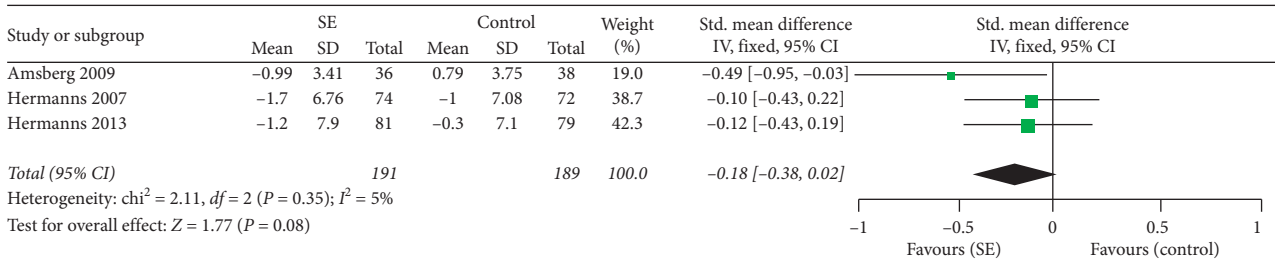 SE Control Weight Std. mean difference Std. mean difference
Study or subgroup Mean SD Total Mean SD Total (%) IV, fixed, 95% CI IV, fixed, 95% CI
Amsberg 2009 –0.99 3.41 36 0.79 3.75 38 19.0 –0.49 [–0.95, –0.03]
Hermanns 2007 –1.7 6.76 74 –1 7.08 72 38.7 –0.10 [–0.43, 0.22]
Hermanns 2013 –1.2 7.9 81 –0.3 7.1 79 42.3 –0.12 [–0.43, 0.19]
Total (95% CI) 191 189 100.0 –0.18 [–0.38, 0.02]
Heterogeneity: chi² = 2.11, df = 2 (P = 0.35); I² = 5%
Test for overall effect: Z = 1.77 (P = 0.08)
–1 –0.5 0 0.5 1
Favours (SE) Favours (control)